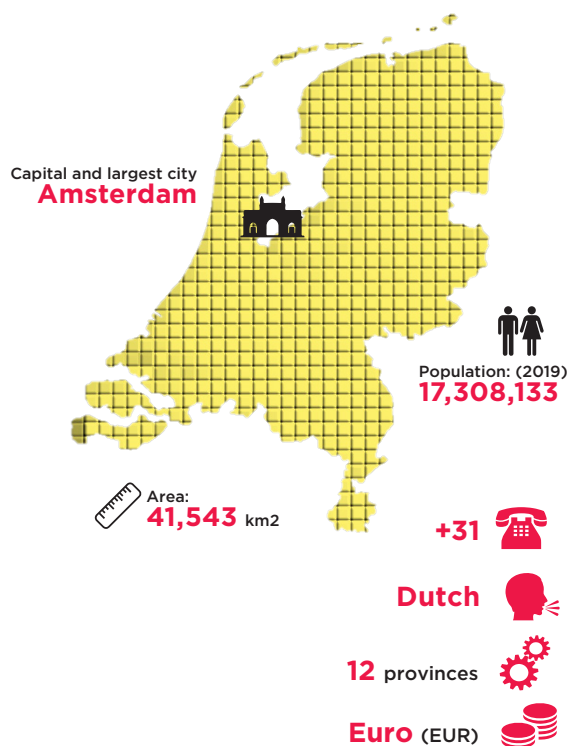 Capital and largest city
Amsterdam
Population: (2019)
17,308,133
Area:
41,543 km2
+31
Dutch
12 provinces
Euro (EUR)